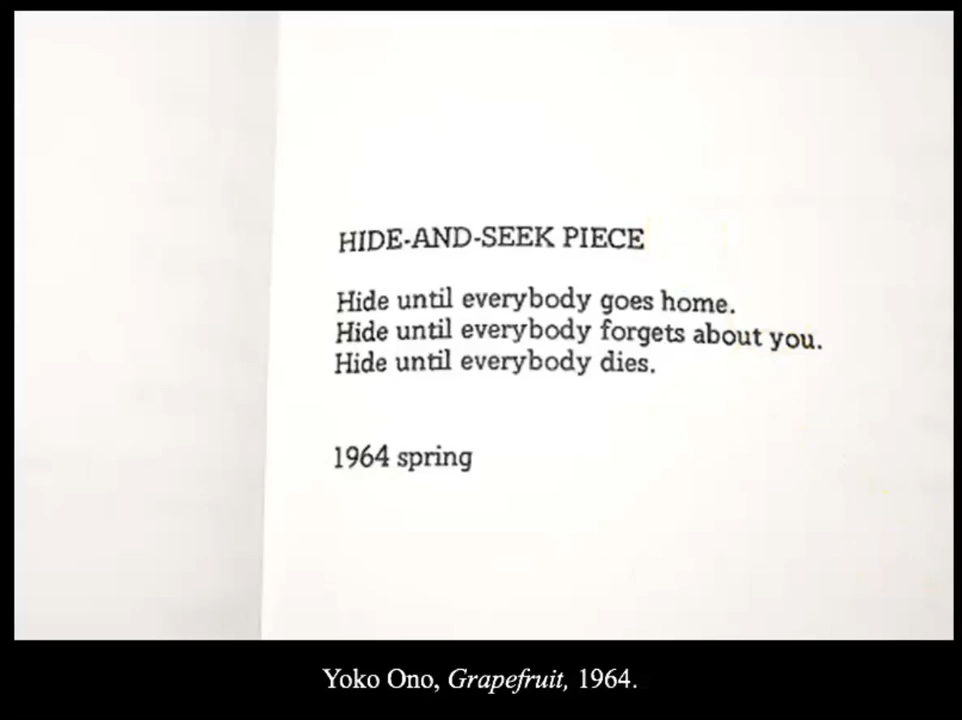 HIDE-AND-SEEK PIECE
Hide until everybody goes home.
Hide until everybody forgets about you.
Hide until everybody dies.
1964 spring
Yoko Ono, Grapefruit, 1964.